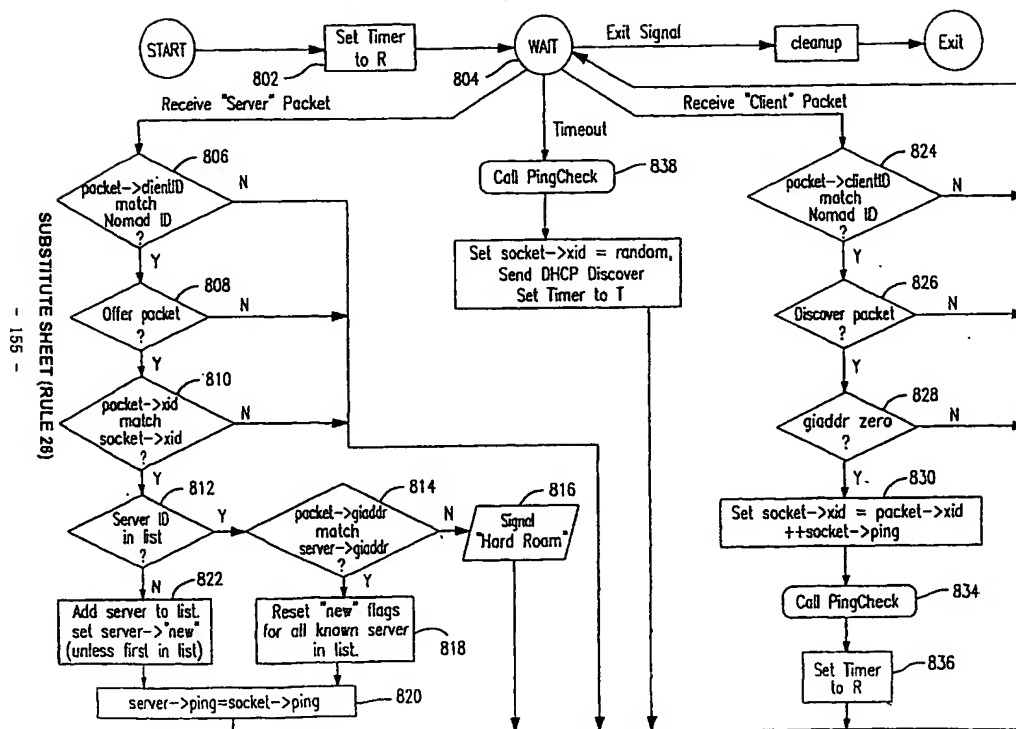 START
Set Timer
to R
802
WAIT
804
Exit Signal
cleanup
Exit
Receive "Server" Packet
Receive "Client" Packet
Timeout
806
packet->clientID
match
Nomad ID
?
N
Y
808
Offer packet
?
N
Y
810
packet->xid
match
socket->xid
?
N
Y
812
Server ID
in list
?
Y
N
814
packet->giaddr
match
server->giaddr
?
N
Y
816
Signal
"Hard Roam"
822
Add server to list.
set server->"new"
(unless first in list)
Reset "new" flags
for all known server
in list.
818
server->ping=socket->ping
820
Call PingCheck
838
Set socket->xid = random,
Send DHCP Discover
Set Timer to T
824
packet->clientID
match
Nomad ID
?
N
Y
826
Discover packet
?
N
Y
828
giaddr zero
?
N
Y
830
Set socket->xid = packet->xid
++socket->ping
Call PingCheck
834
Set Timer
to R
836
SUBSTITUTE SHEET (RULE 26)
- 155 -